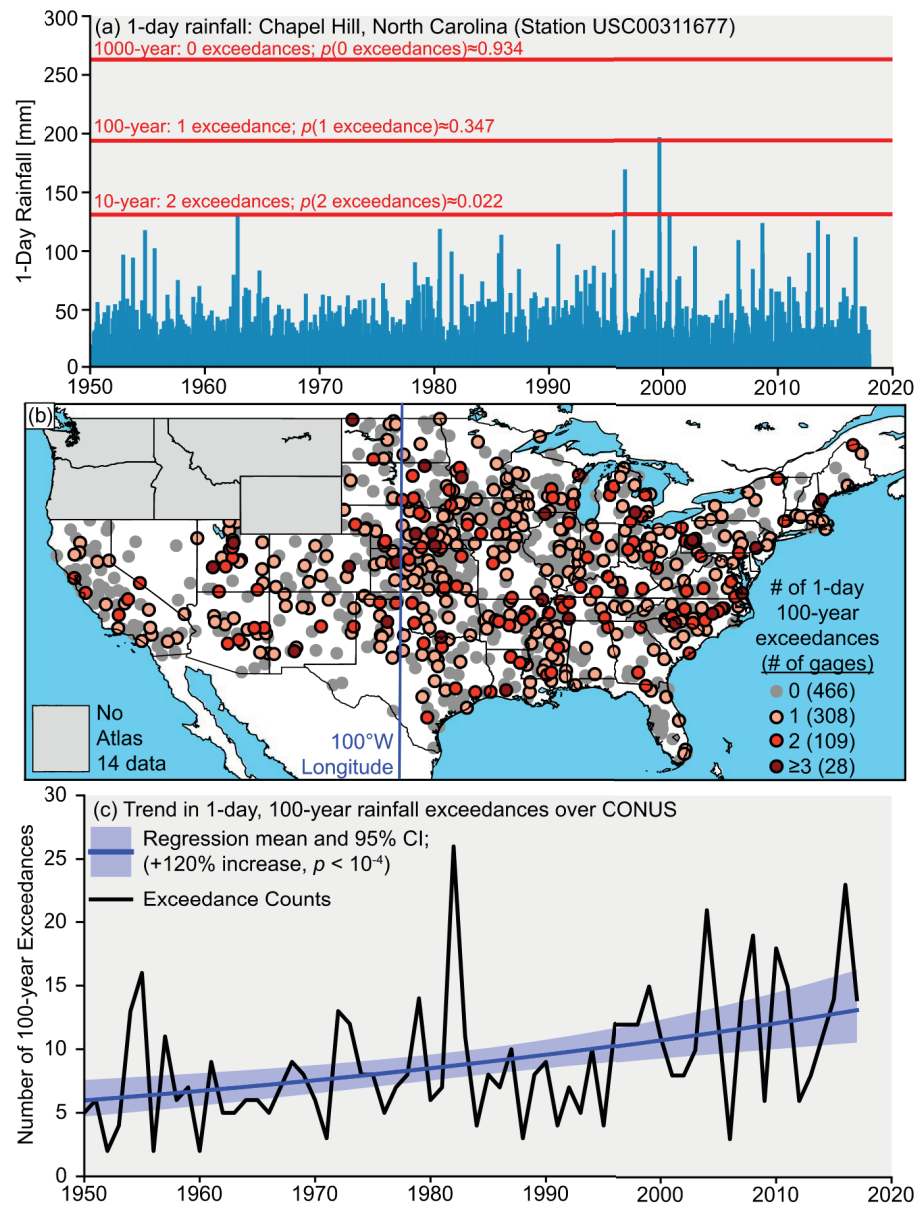 (a) 1-day rainfall: Chapel Hill, North Carolina (Station USC00311677)
1000-year: 0 exceedances; p(0 exceedances)≈0.934
100-year: 1 exceedance; p(1 exceedance)≈0.347
10-year: 2 exceedances; p(2 exceedances)≈0.022
1-Day Rainfall [mm]
300
250
200
150
100
50
0
1950 1960 1970 1980 1990 2000 2010 2020
(b)
No
Atlas
14 data
100°W
Longitude
# of 1-day
100-year
exceedances
(# of gages)
0 (466)
1 (308)
2 (109)
≥3 (28)
(c) Trend in 1-day, 100-year rainfall exceedances over CONUS
Regression mean and 95% CI;
(+120% increase, p < 10⁻⁴)
Exceedance Counts
Number of 100-year Exceedances
30
25
20
15
10
5
0
1950 1960 1970 1980 1990 2000 2010 2020